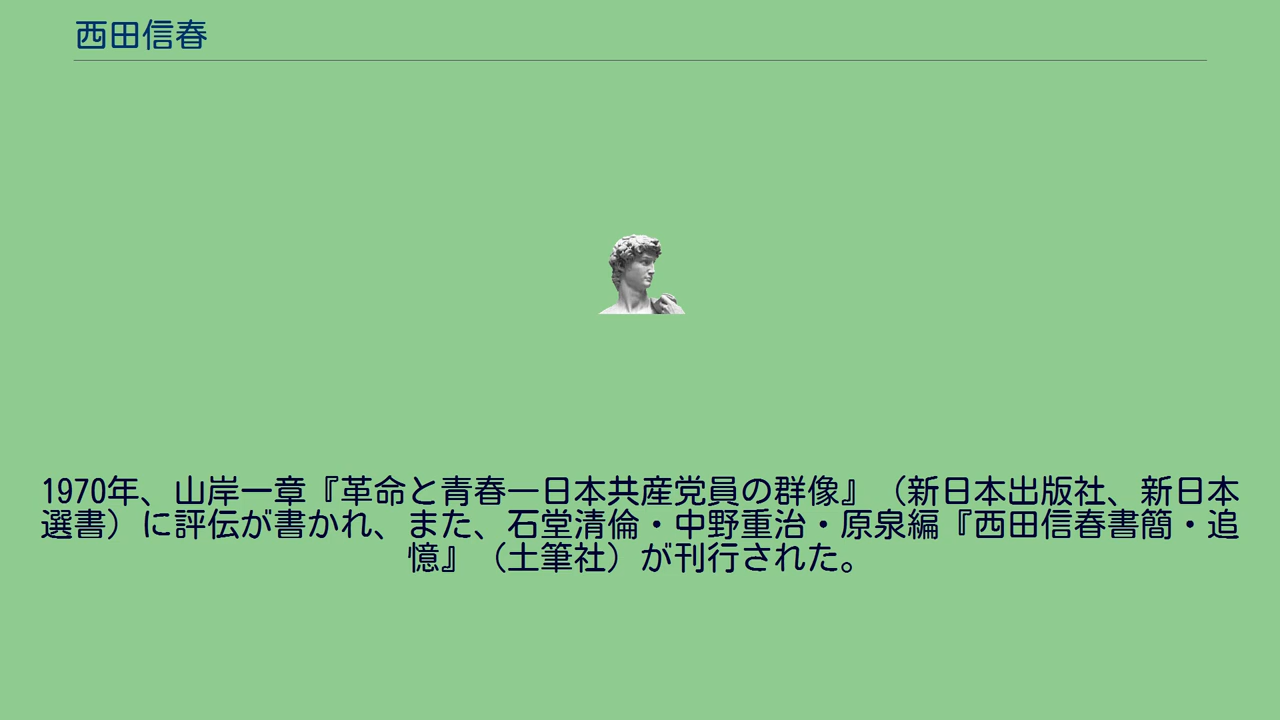 西田信春
1970年、山岸一章『革命と青春―日本共産党員の群像』（新日本出版社、新日本
選書）に評伝が書かれ、また、石堂清倫・中野重治・原泉編『西田信春書簡・追
憶』（土筆社）が刊行された。